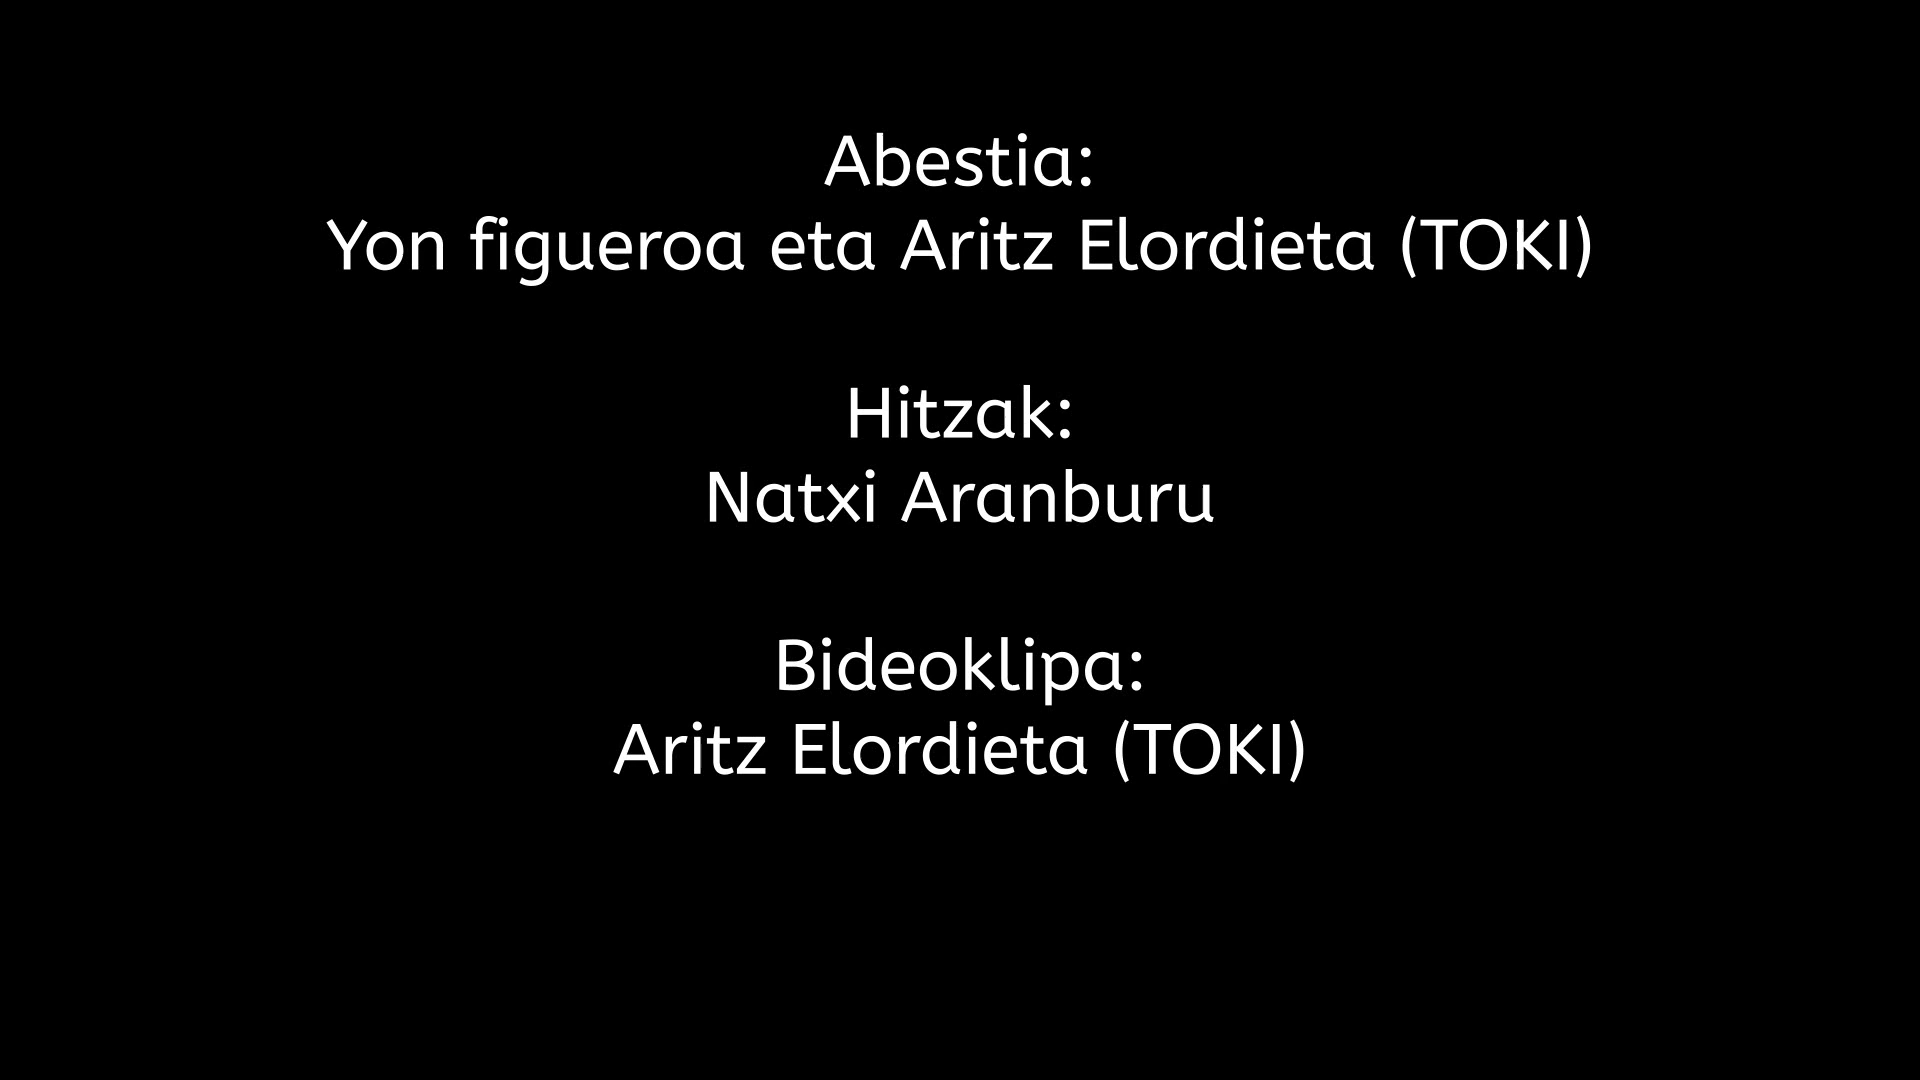 Abestia:
Yon figueroa eta Aritz Elordieta (TOKI)
Hitzak:
Natxi Aranburu
Bideoklipa:
Aritz Elordieta (TOKI)